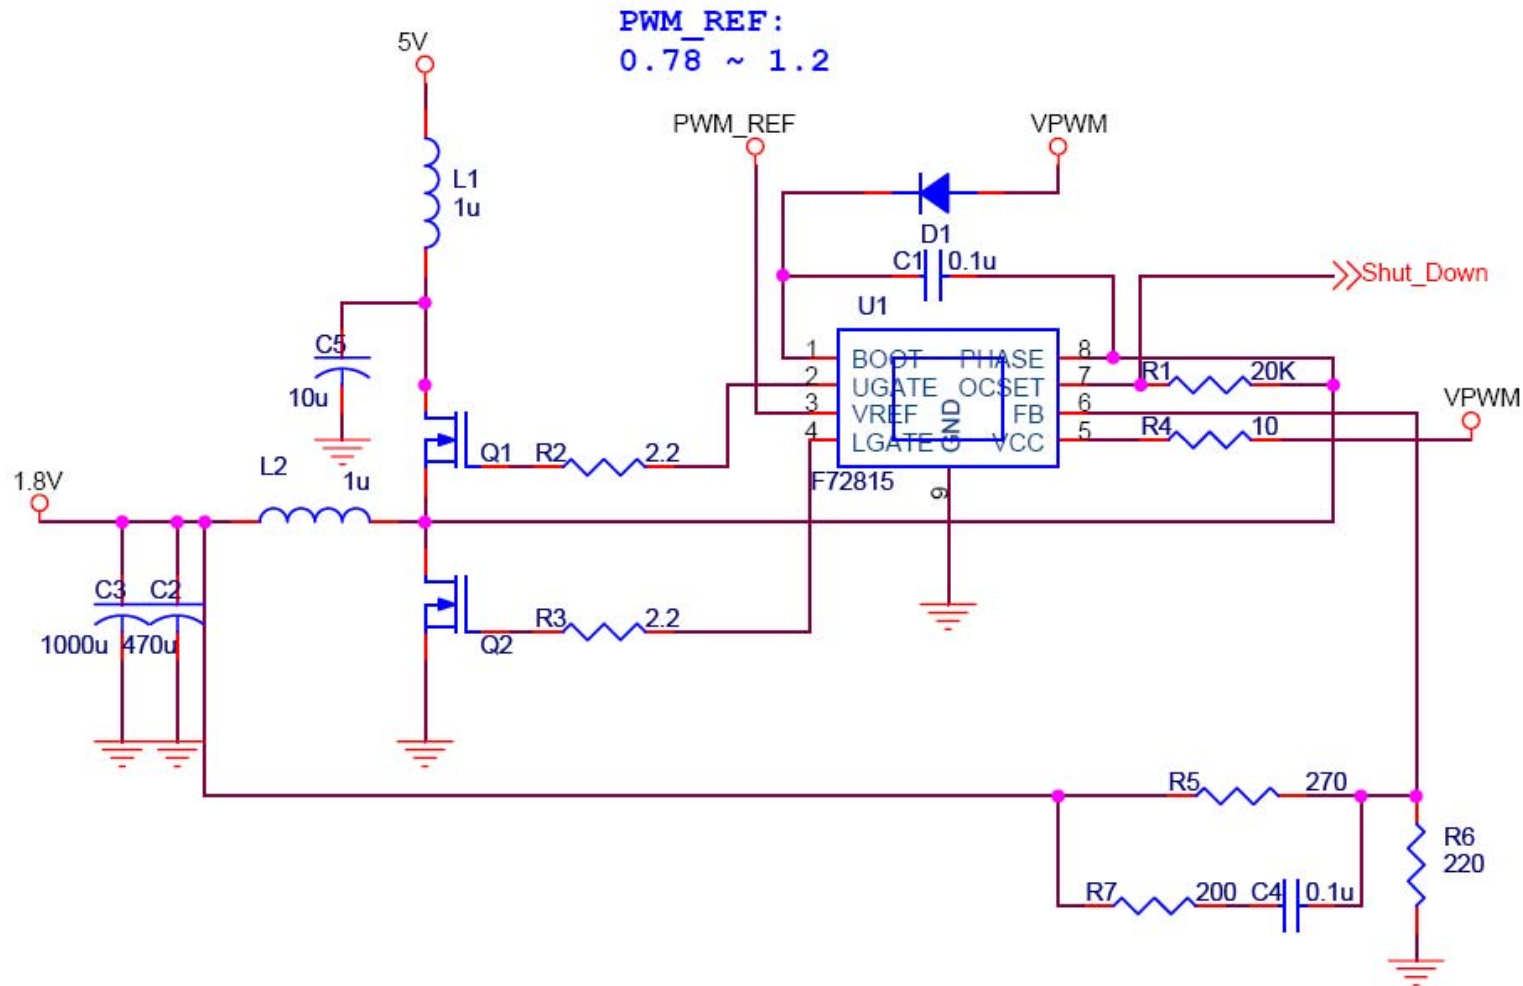 PWM_REF:
0.78 ~ 1.2
5V
PWM_REF
VPWM
L1
1u
D1
C1 0.1u
Shut_Down
U1
C5
10u
1 BOOT PHASE 8
2 UGATE OCSET 7
3 VREF FB 6
4 LGATE VCC 5
GND
9
F72815
R1 20K
R4 10
VPWM
Q1 R2 2.2
L2
1u
1.8V
C3 C2
1000u 470u
Q2
R3 2.2
R5 270
R6
220
R7 200 C4 0.1u